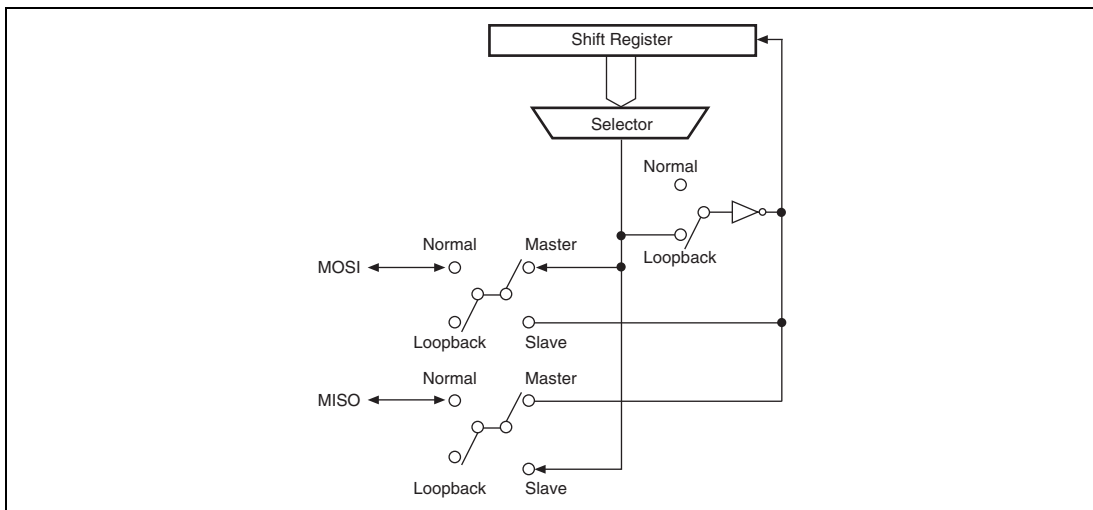 Shift Register
Selector
Normal
Loopback
Normal
Master
MOSI
Loopback
Slave
Normal
Master
MISO
Loopback
Slave